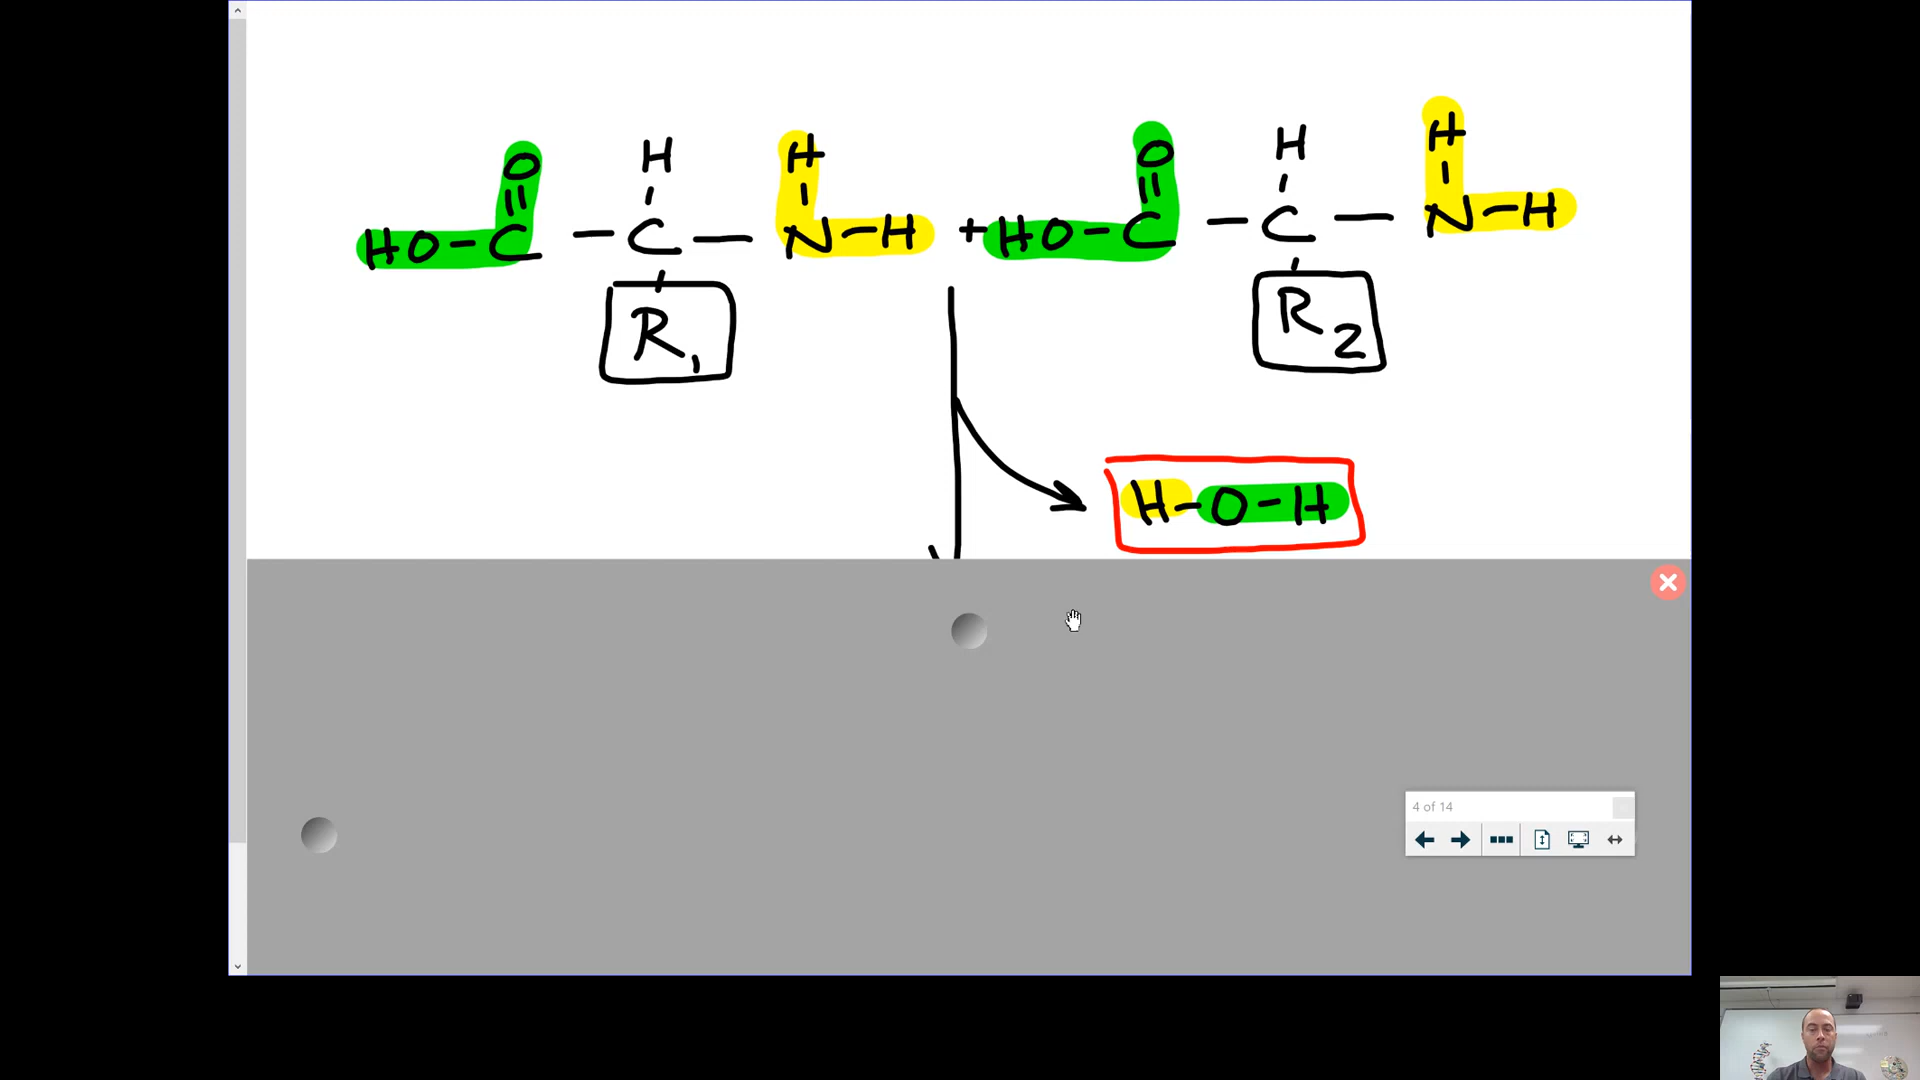 O H H O H H
|| | | || | |
HO-C - C - N-H + HO-C - C - N-H
| |
R1 R2
H-O-H
4 of 14